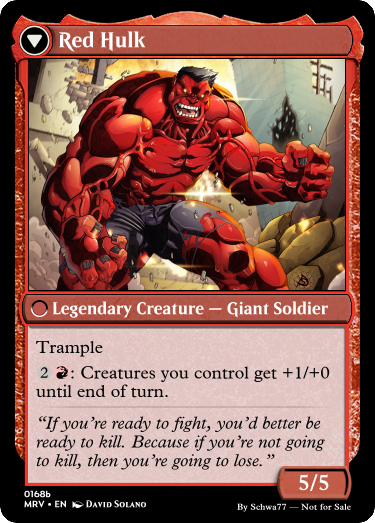 Red Hulk
Legendary Creature — Giant Soldier
Trample
2 R: Creatures you control get +1/+0
until end of turn.
“If you’re ready to fight, you’d better be
ready to kill. Because if you’re not going
to kill, then you’re going to lose.”
5/5
0168b
MRV • EN DAVID SOLANO
By Schwa77 — Not for Sale